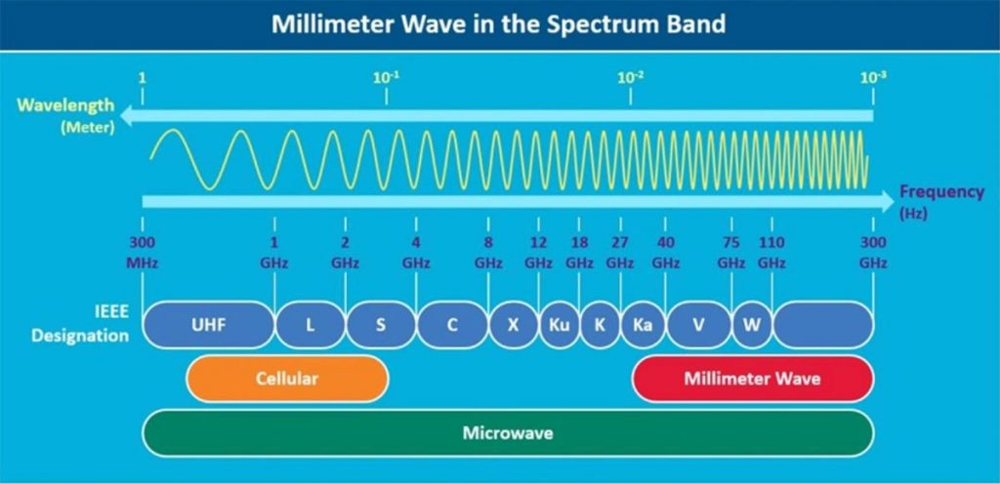 Millimeter Wave in the Spectrum Band
1 10⁻¹ 10⁻² 10⁻³
Wavelength
(Meter)
Frequency
(Hz)
300 1 2 4 8 12 18 27 40 75 110 300
MHz GHz GHz GHz GHz GHz GHz GHz GHz GHz GHz GHz
IEEE
Designation
UHF L S C X Ku K Ka V W
Cellular Millimeter Wave
Microwave